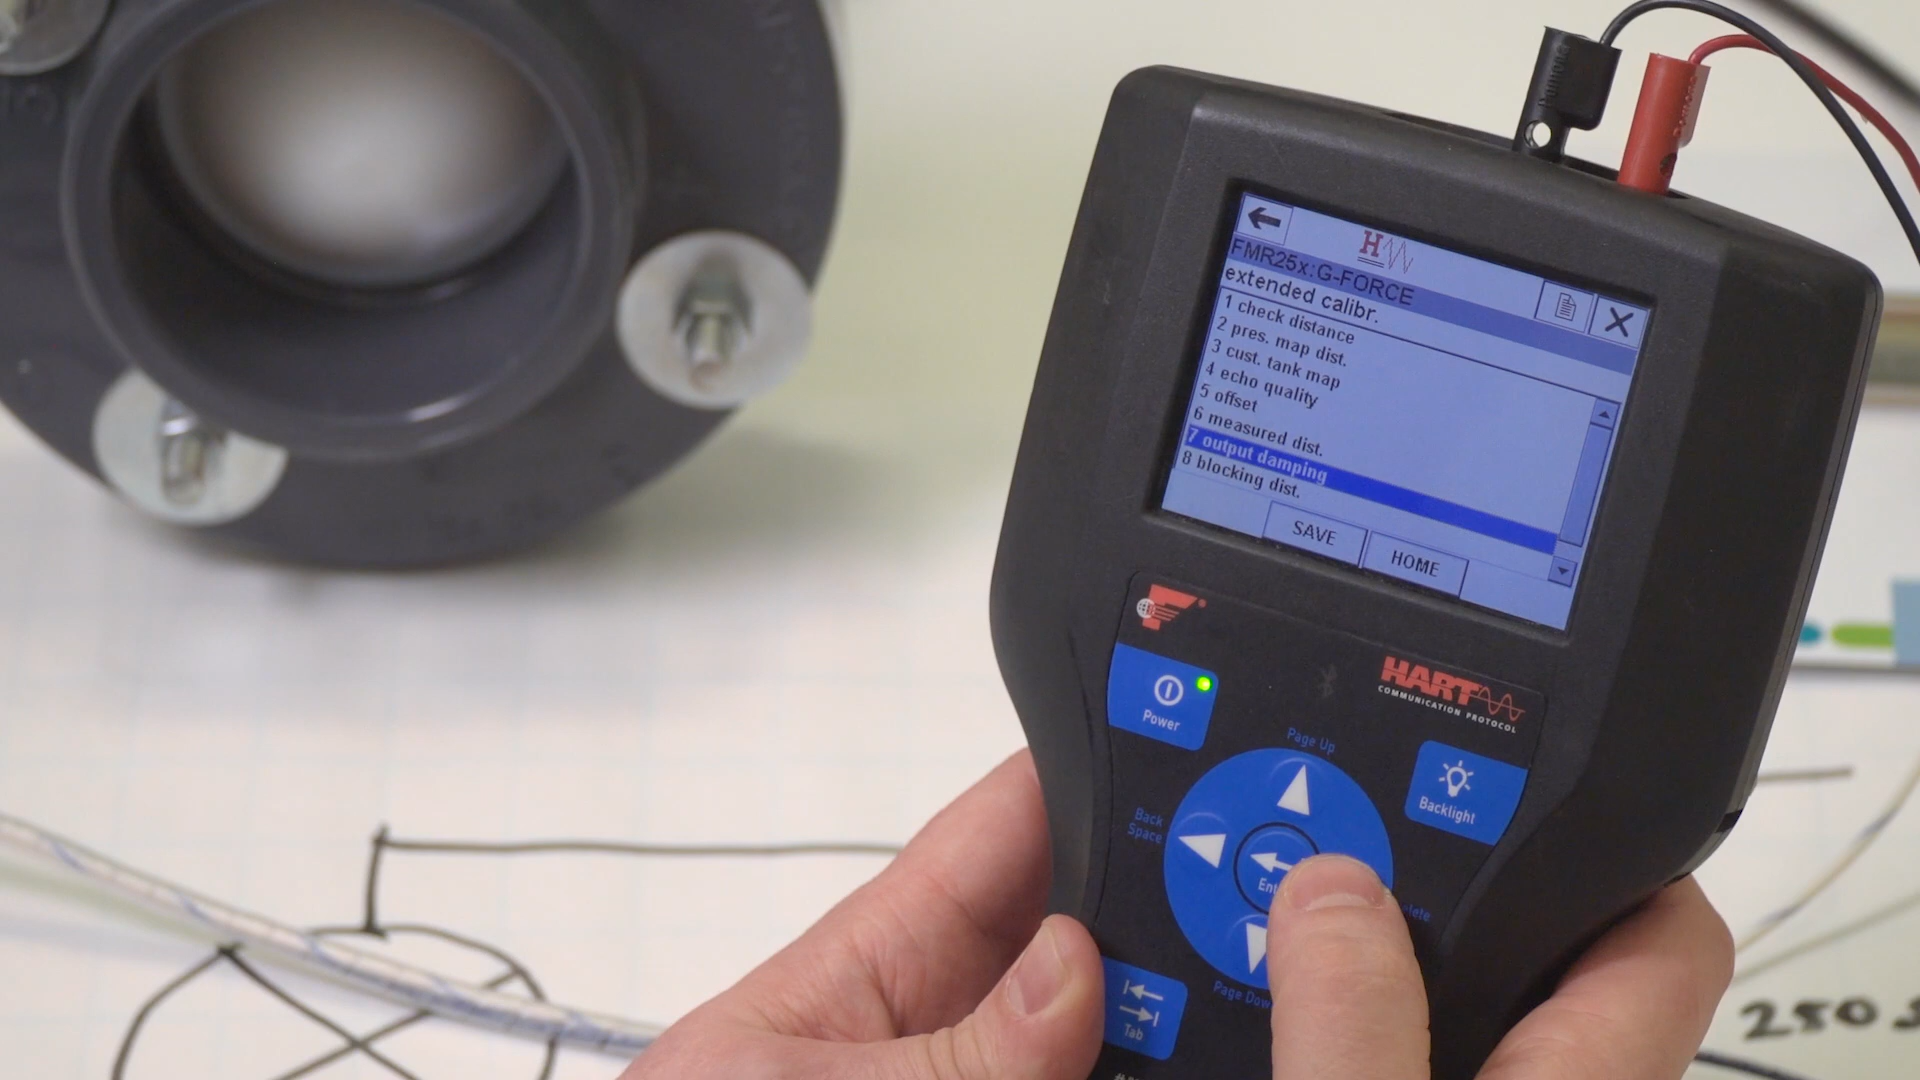 H
FMR25x:G-FORCE
extended calibr.
1 check distance
2 pres. map dist.
3 cust. tank map
4 echo quality
5 offset
6 measured dist.
7 output damping
8 blocking dist.
SAVE
HOME
HART
COMMUNICATION PROTOCOL
Power
Page Up
Backlight
Back
Space
Page Dow
Tab
250